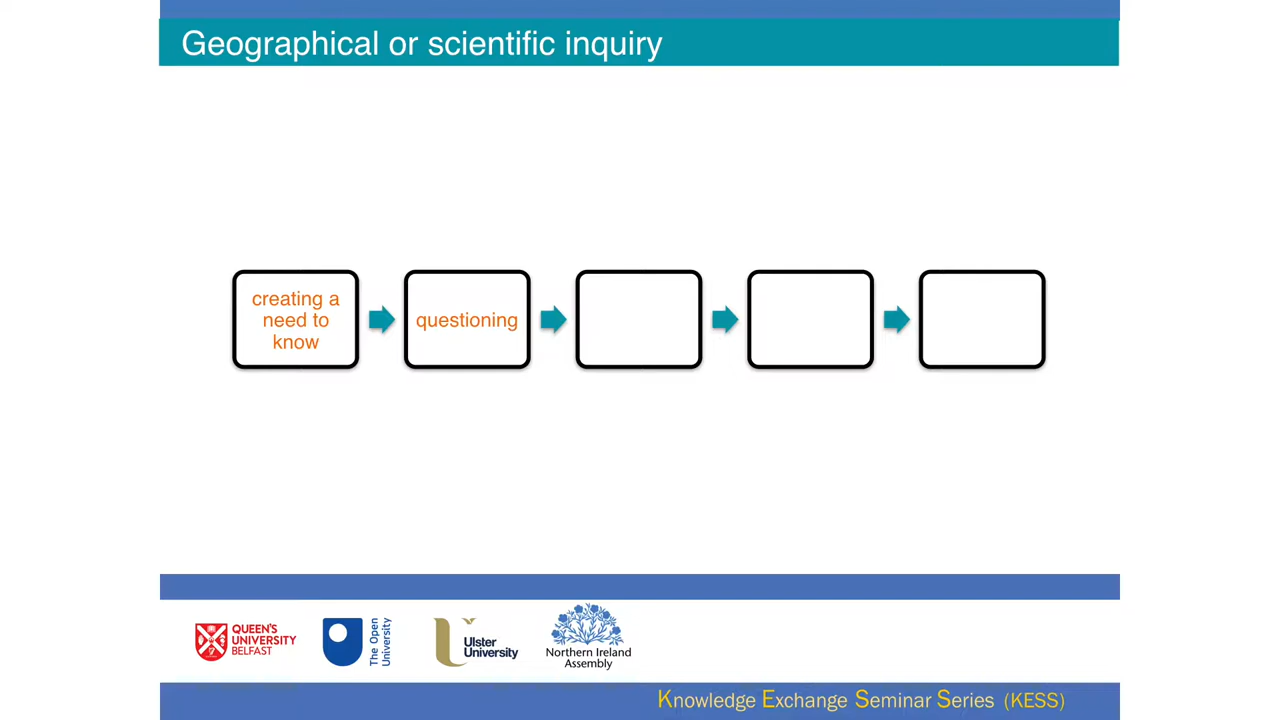 Geographical or scientific inquiry
creating a
need to
know
questioning
QUEEN'S
UNIVERSITY
BELFAST
The Open
University
Ulster
University
Northern Ireland
Assembly
Knowledge Exchange Seminar Series (KESS)